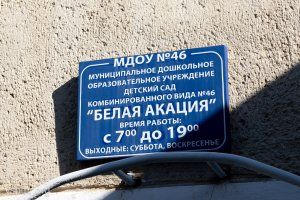 МДОУ №46
МУНИЦИПАЛЬНОЕ ДОШКОЛЬНОЕ
ОБРАЗОВАТЕЛЬНОЕ УЧРЕЖДЕНИЕ
ДЕТСКИЙ САД
КОМБИНИРОВАННОГО ВИДА №46
"БЕЛАЯ АКАЦИЯ"
ВРЕМЯ РАБОТЫ:
С 7⁰⁰ ДО 19⁰⁰
ВЫХОДНЫЕ: СУББОТА, ВОСКРЕСЕНЬЕ